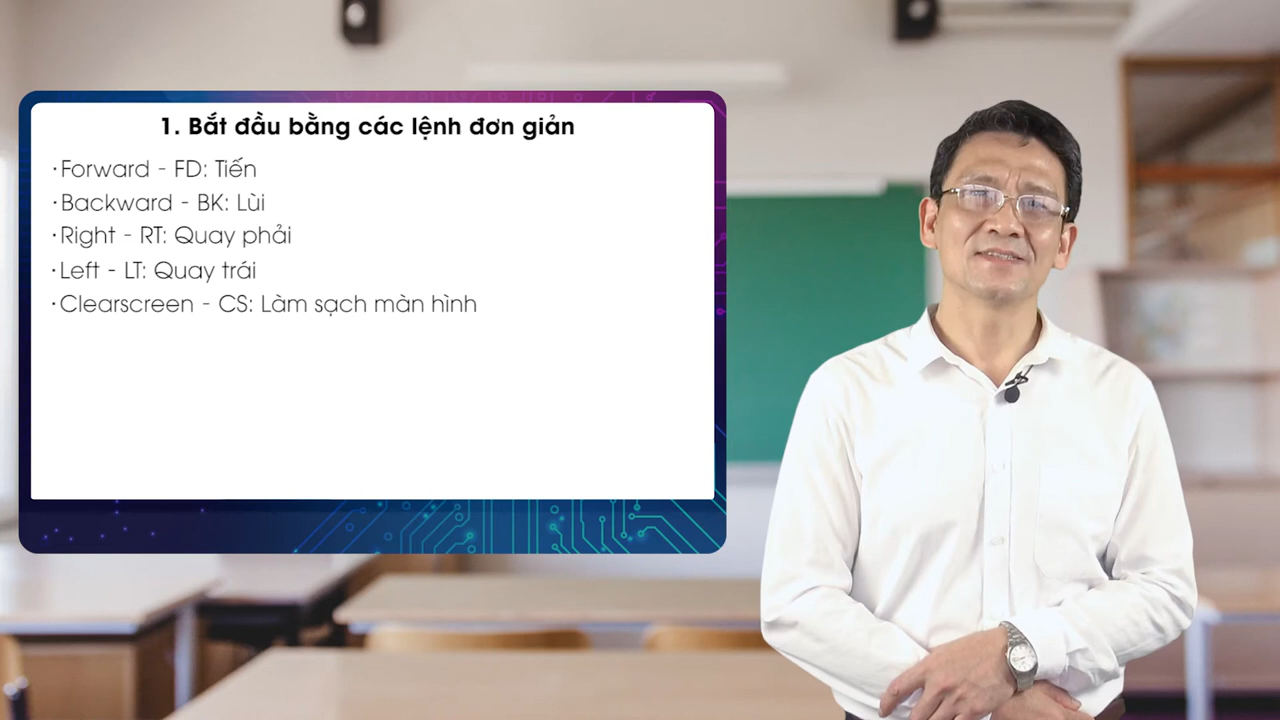 1. Bắt đầu bằng các lệnh đơn giản
·Forward - FD: Tiến
·Backward - BK: Lùi
·Right - RT: Quay phải
·Left - LT: Quay trái
·Clearscreen - CS: Làm sạch màn hình